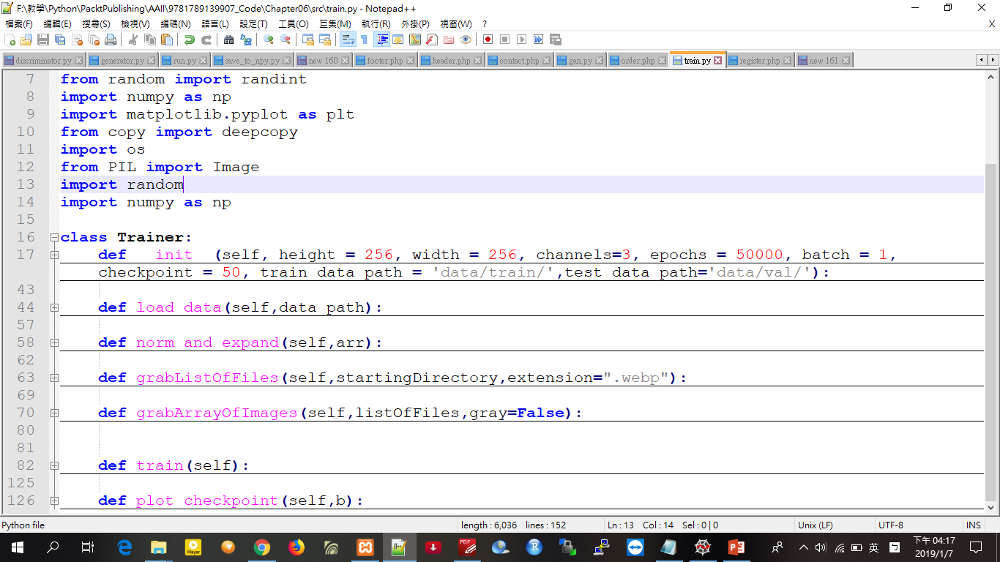 F:\教學\Python\PacktPublishing\AAII\9781789139907_Code\Chapter06\src\train.py - Notepad++
檔案(F) 編輯(E) 搜尋(S) 檢視(V) 編碼(N) 語言(L) 設定(T) 工具(O) 巨集(M) 執行(R) 外掛(P) 視窗(W) ? X
discriminator.py generator.py run.py save_to_npy.py new 160 footer.php header.php contact.php gan.py order.php train.py register.php new 161
7 from random import randint
8 import numpy as np
9 import matplotlib.pyplot as plt
10 from copy import deepcopy
11 import os
12 from PIL import Image
13 import random
14 import numpy as np
15
16 class Trainer:
17 def __init__(self, height = 256, width = 256, channels=3, epochs = 50000, batch = 1,
checkpoint = 50, train_data_path = 'data/train/',test_data_path='data/val/'):
43
44 def load_data(self,data_path):
57
58 def norm_and_expand(self,arr):
62
63 def grabListOfFiles(self,startingDirectory,extension=".webp"):
69
70 def grabArrayOfImages(self,listOfFiles,gray=False):
80
81
82 def train(self):
125
126 def plot_checkpoint(self,b):
Python file length : 6,036 lines : 152 Ln : 13 Col : 14 Sel : 0 | 0 Unix (LF) UTF-8 INS
Player PDF R 英 下午 04:17
2019/1/7